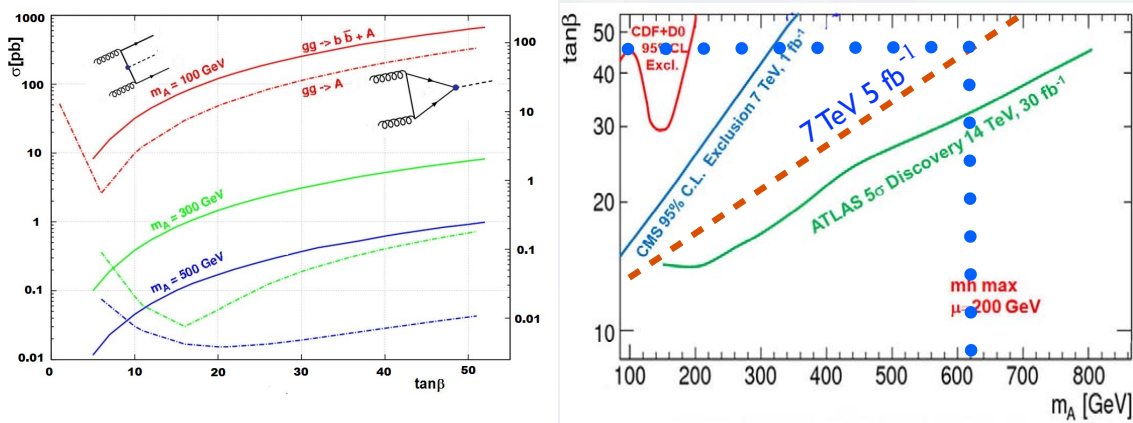 σ[pb]
1000
100
10
1
0.1
0.01
100
10
1
0.1
0.01
gg -> b b̅ + A
m_A = 100 GeV
gg -> A
m_A = 300 GeV
m_A = 500 GeV
0 10 20 30 40 50
tanβ
tanβ
50
40
30
20
10
CDF+D0
95% CL
Excl.
CMS 95% C.L. Exclusion 7 TeV, 1 fb⁻¹
7 TeV 5 fb⁻¹
ATLAS 5σ Discovery 14 TeV, 30 fb⁻¹
mh max
μ=200 GeV
100 200 300 400 500 600 700 800
m_A [GeV]